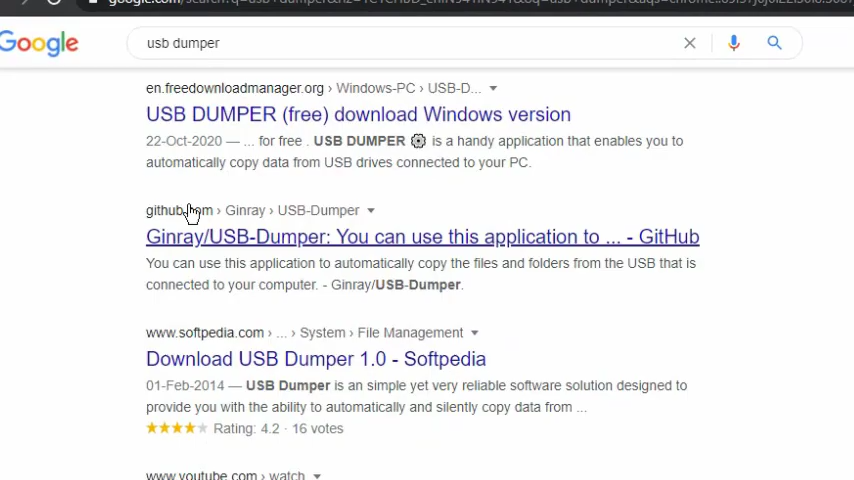 Google
usb dumper
en.freedownloadmanager.org › Windows-PC › USB-D...
USB DUMPER (free) download Windows version
22-Oct-2020 — ... for free . USB DUMPER ⚙ is a handy application that enables you to
automatically copy data from USB drives connected to your PC.
github.com › Ginray › USB-Dumper
Ginray/USB-Dumper: You can use this application to ... - GitHub
You can use this application to automatically copy the files and folders from the USB that is
connected to your computer. - Ginray/USB-Dumper.
www.softpedia.com › ... › System › File Management
Download USB Dumper 1.0 - Softpedia
01-Feb-2014 — USB Dumper is an simple yet very reliable software solution designed to
provide you with the ability to automatically and silently copy data from ...
Rating: 4.2 · 16 votes
www.youtube.com › watch